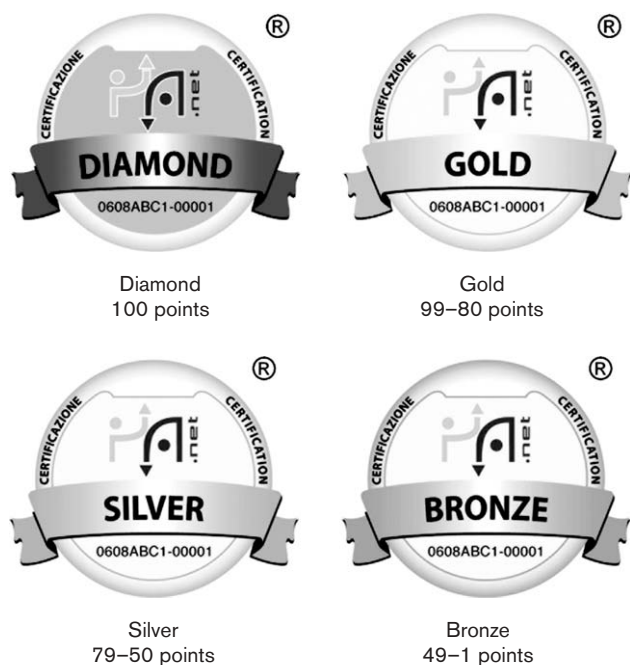 ®
CERTIFICAZIONE
CERTIFICATION
.net
DIAMOND
0608ABC1-00001
Diamond
100 points
®
CERTIFICAZIONE
CERTIFICATION
.net
GOLD
0608ABC1-00001
Gold
99–80 points
®
CERTIFICAZIONE
CERTIFICATION
.net
SILVER
0608ABC1-00001
Silver
79–50 points
®
CERTIFICAZIONE
CERTIFICATION
.net
BRONZE
0608ABC1-00001
Bronze
49–1 points